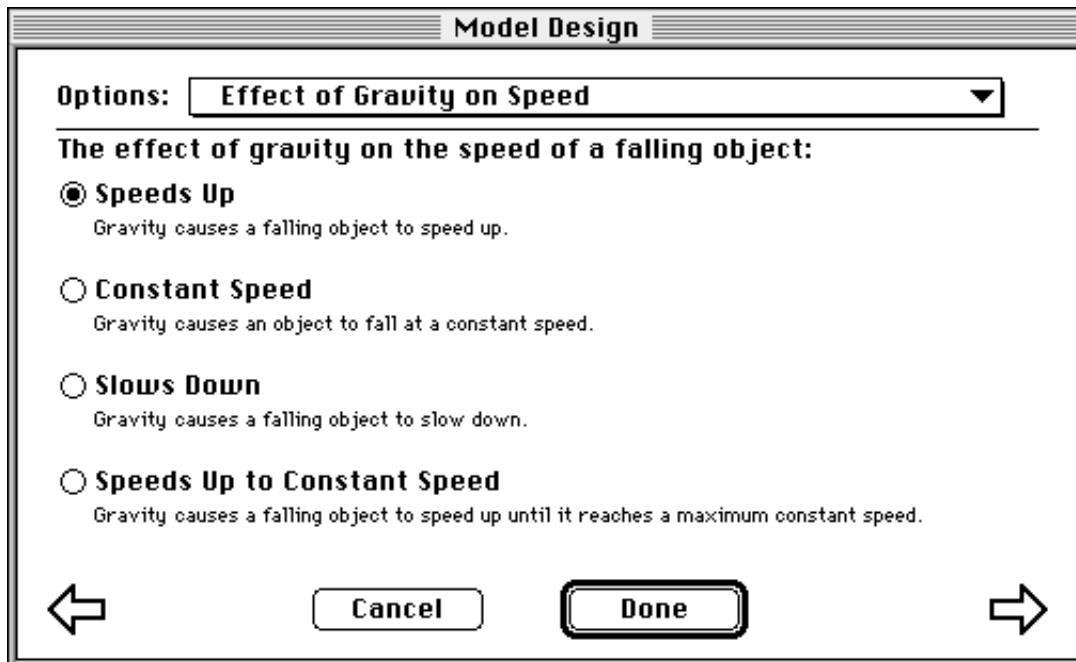 Model Design
Options: Effect of Gravity on Speed
The effect of gravity on the speed of a falling object:
Speeds Up
Gravity causes a falling object to speed up.
Constant Speed
Gravity causes an object to fall at a constant speed.
Slows Down
Gravity causes a falling object to slow down.
Speeds Up to Constant Speed
Gravity causes a falling object to speed up until it reaches a maximum constant speed.
Cancel Done